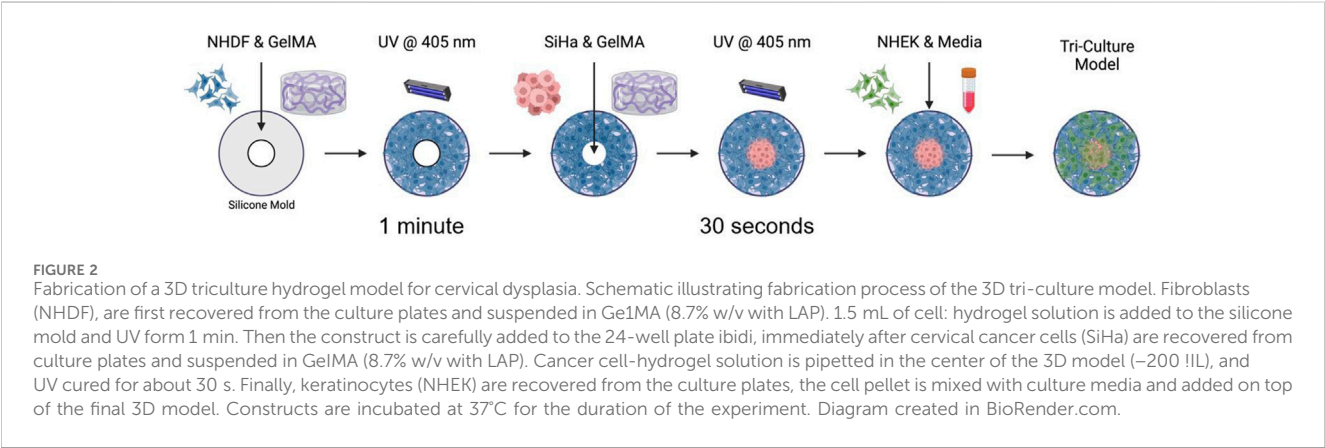 NHDF & GelMA
UV @ 405 nm
SiHa & GelMA
UV @ 405 nm
NHEK & Media
Tri-Culture
Model
Silicone Mold
1 minute
30 seconds
FIGURE 2
Fabrication of a 3D triculture hydrogel model for cervical dysplasia. Schematic illustrating fabrication process of the 3D tri-culture model. Fibroblasts
(NHDF), are first recovered from the culture plates and suspended in Ge1MA (8.7% w/v with LAP). 1.5 mL of cell: hydrogel solution is added to the silicone
mold and UV form 1 min. Then the construct is carefully added to the 24-well plate ibidi, immediately after cervical cancer cells (SiHa) are recovered from
culture plates and suspended in GelMA (8.7% w/v with LAP). Cancer cell-hydrogel solution is pipetted in the center of the 3D model (−200 !IL), and
UV cured for about 30 s. Finally, keratinocytes (NHEK) are recovered from the culture plates, the cell pellet is mixed with culture media and added on top
of the final 3D model. Constructs are incubated at 37°C for the duration of the experiment. Diagram created in BioRender.com.